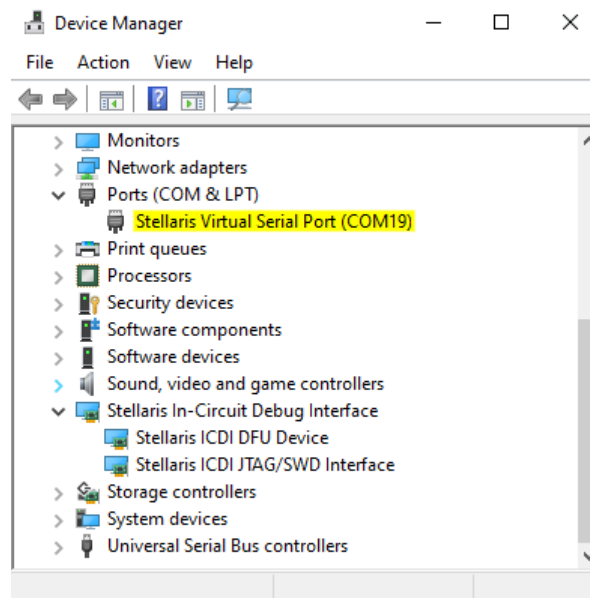 Device Manager
File Action View Help
Monitors
Network adapters
Ports (COM & LPT)
Stellaris Virtual Serial Port (COM19)
Print queues
Processors
Security devices
Software components
Software devices
Sound, video and game controllers
Stellaris In-Circuit Debug Interface
Stellaris ICDI DFU Device
Stellaris ICDI JTAG/SWD Interface
Storage controllers
System devices
Universal Serial Bus controllers